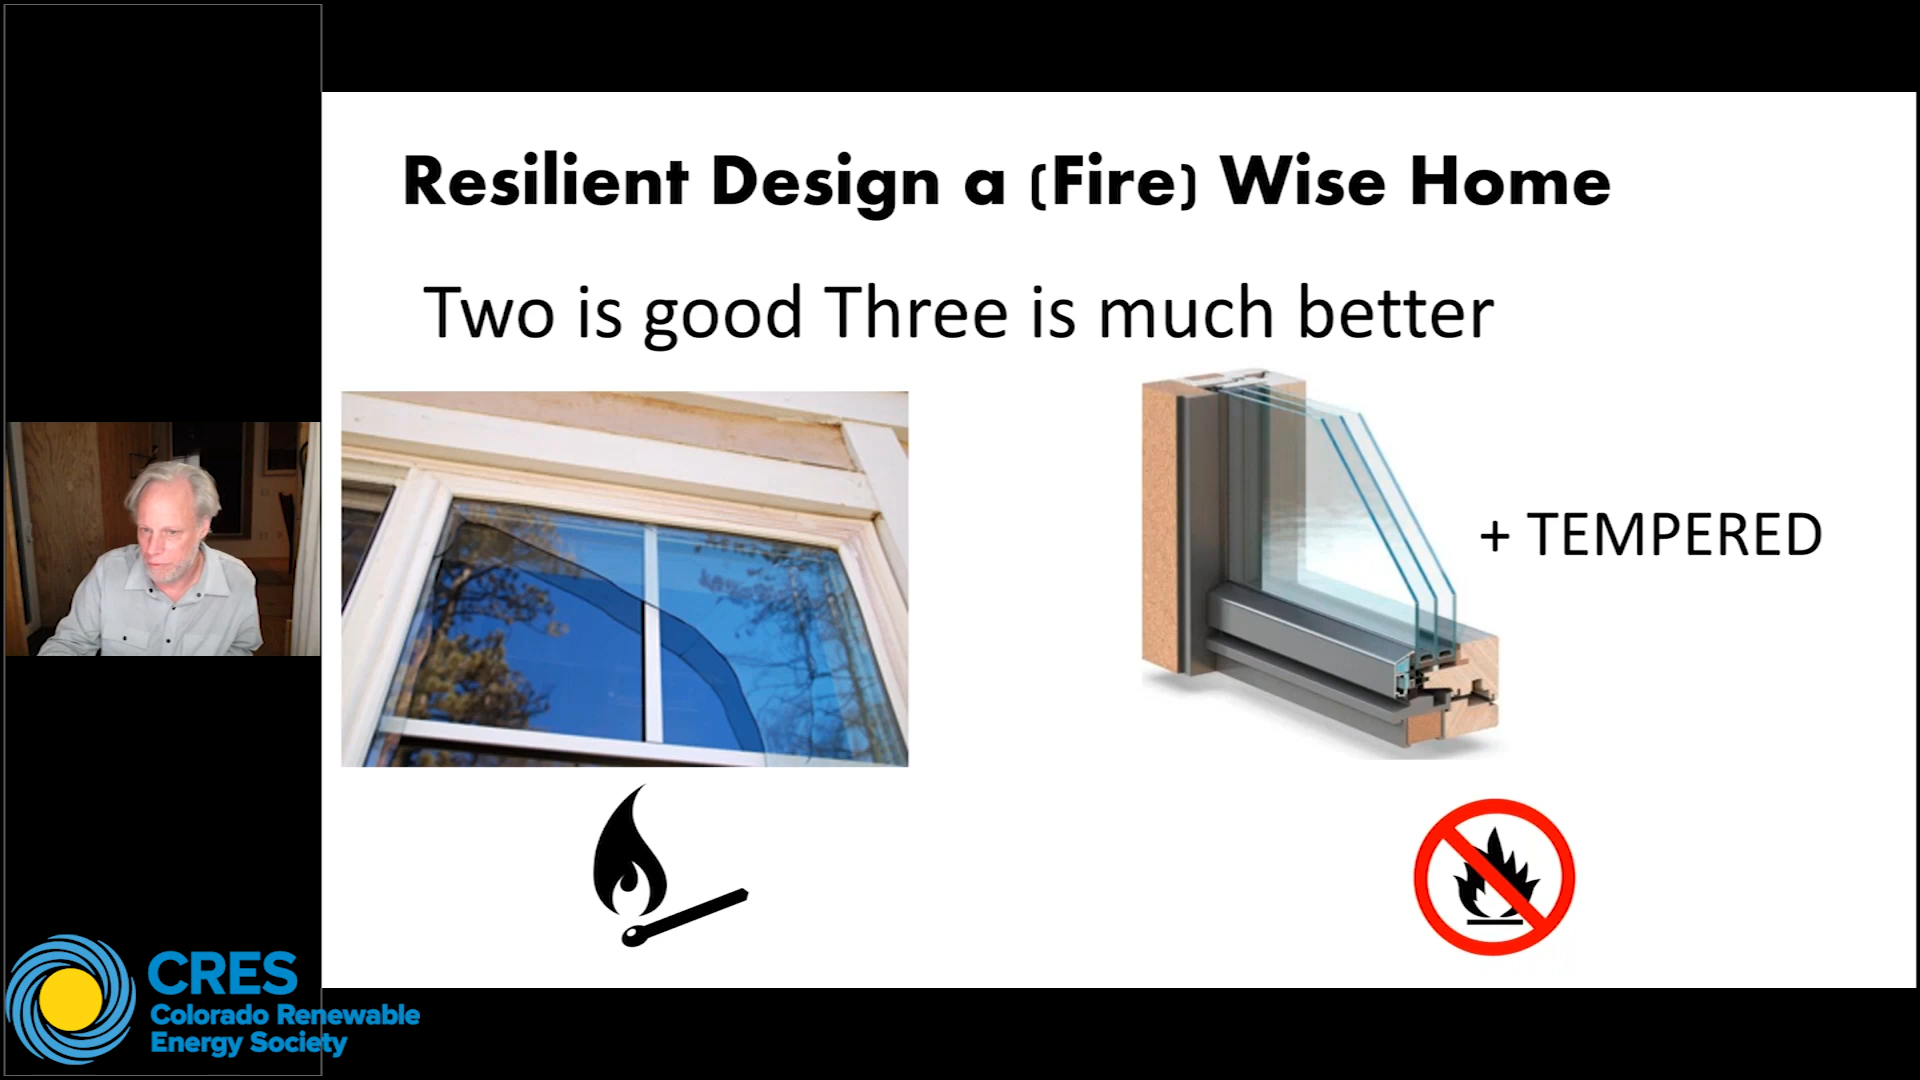 Resilient Design a (Fire) Wise Home
Two is good Three is much better
+ TEMPERED
CRES
Colorado Renewable
Energy Society